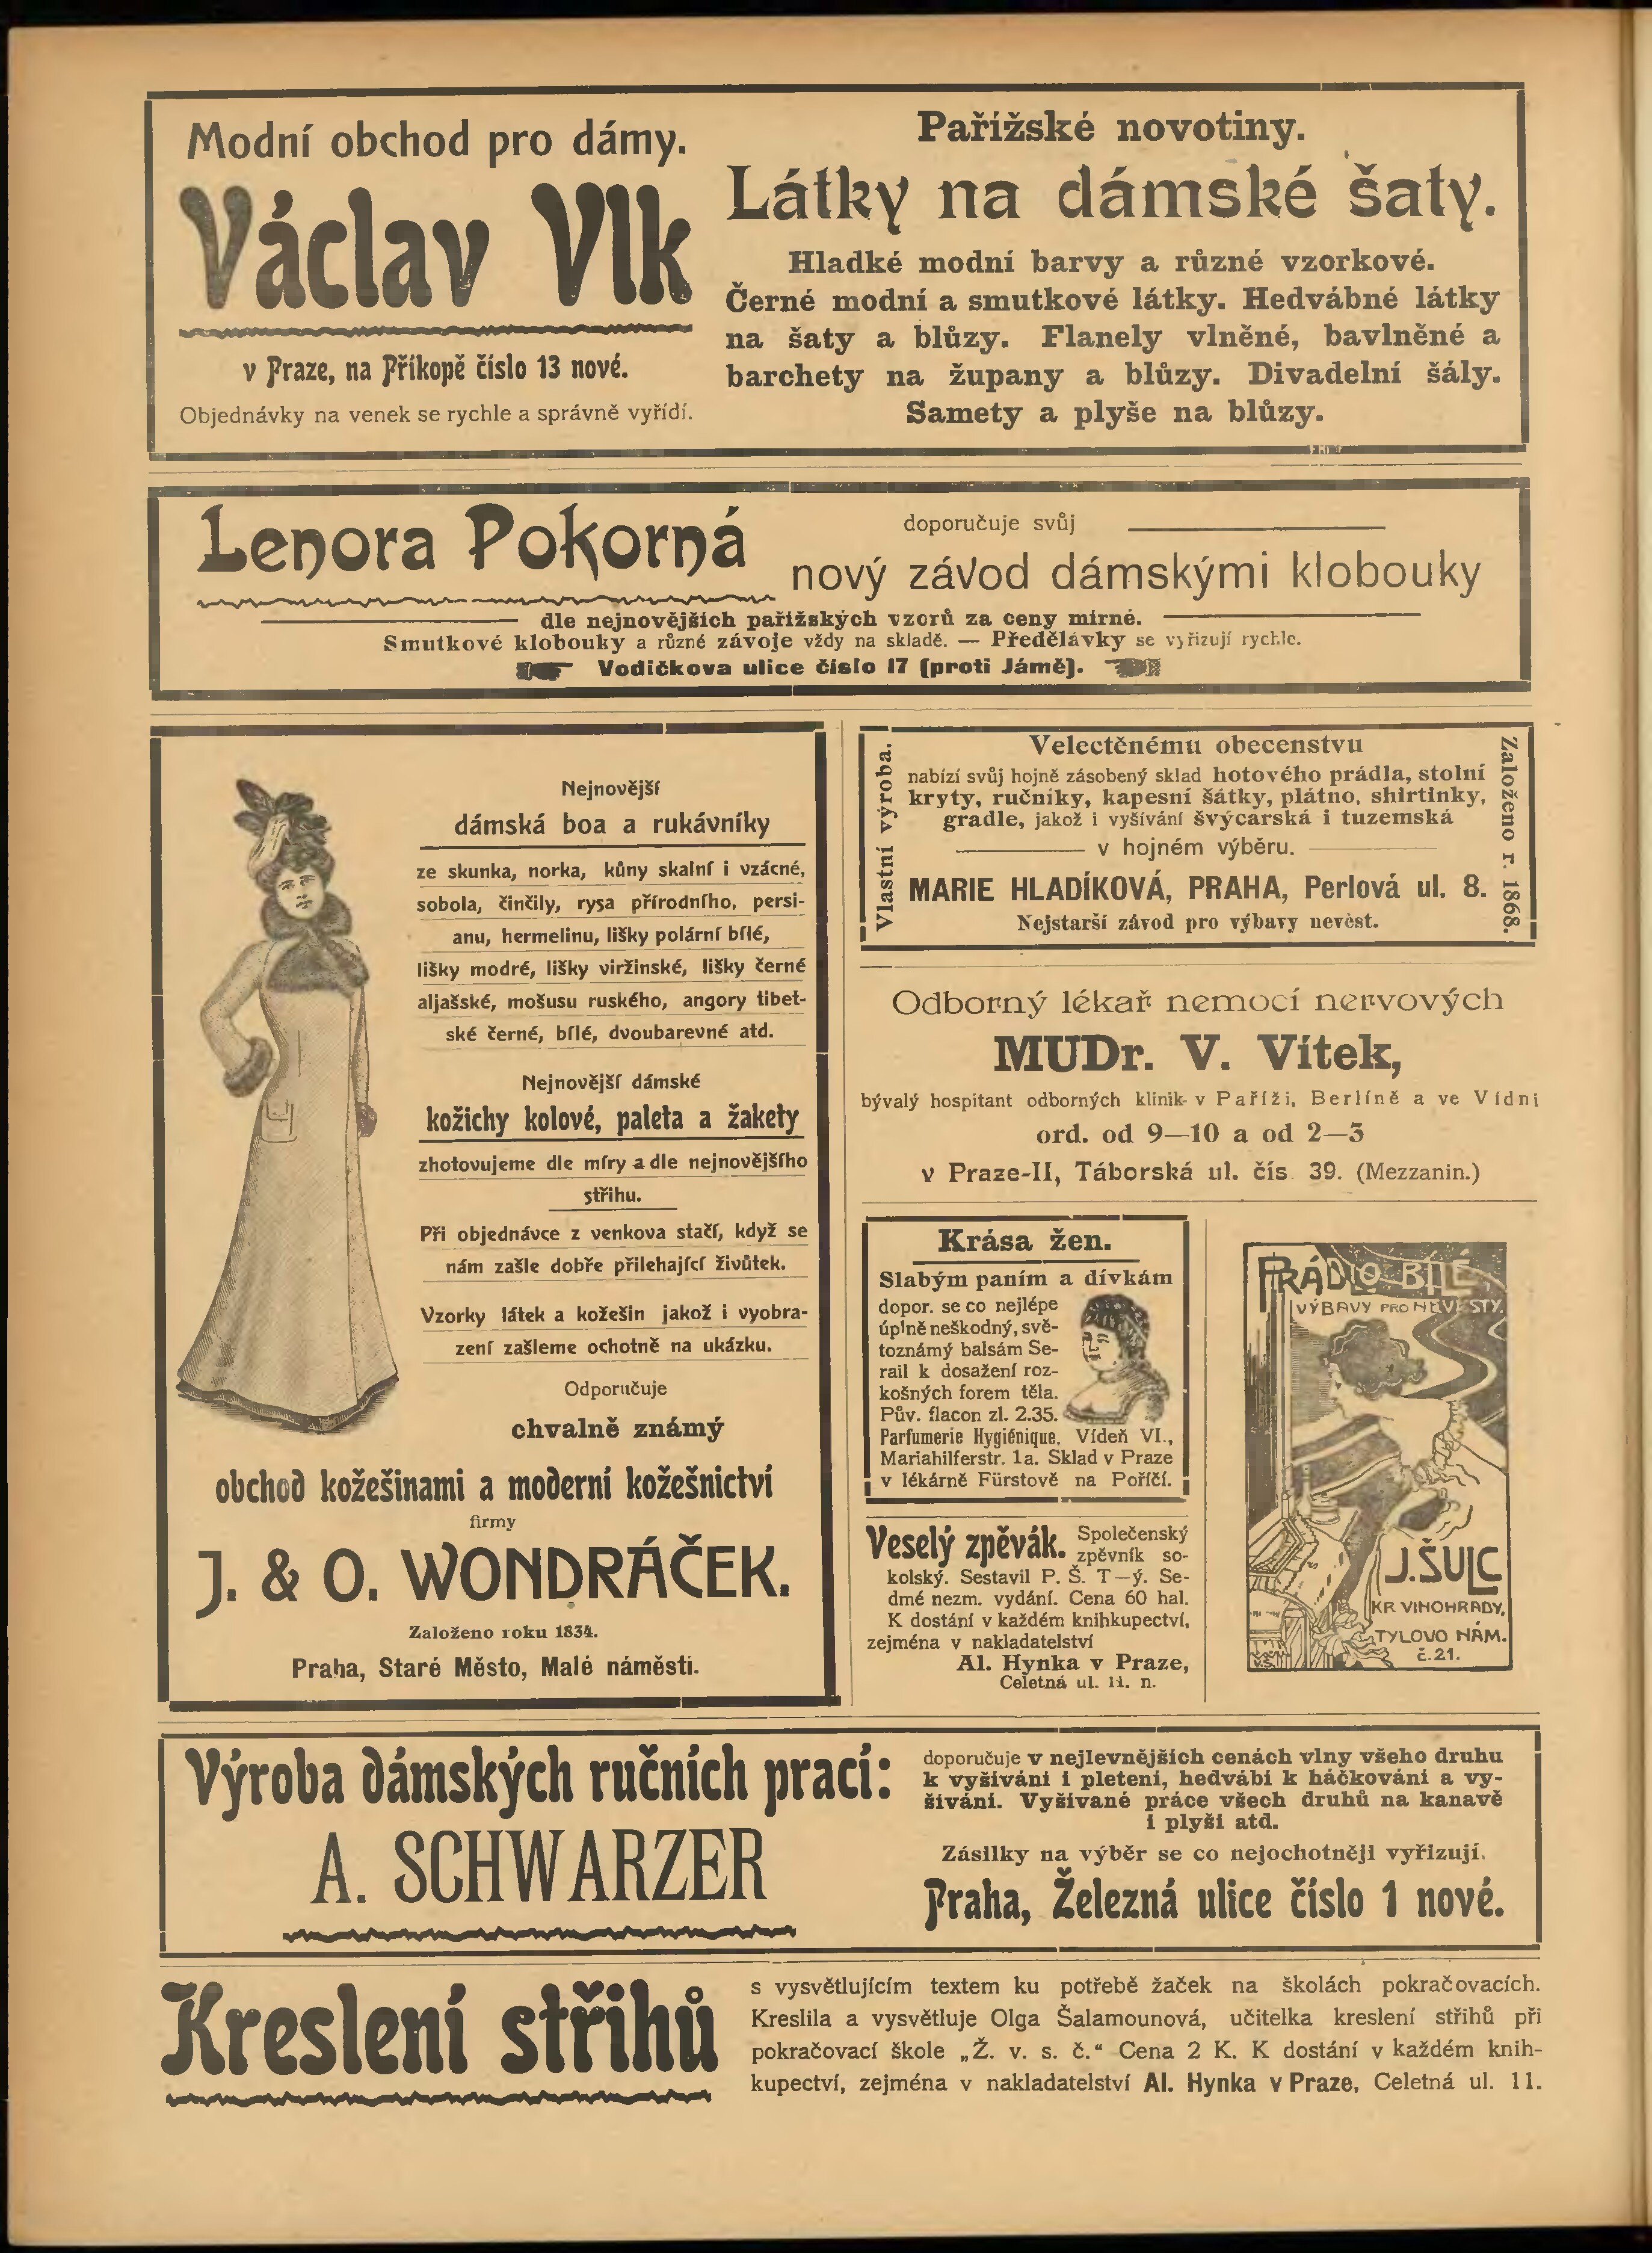 Modní obchod pro dámy.
Václav Vlk
v Praze, na Příkopě číslo 13 nové.
Objednávky na venek se rychle a správně vyřídí.
Pařížské novotiny.
Látky na dámské šaty.
Hladké modní barvy a různé vzorkové.
Černé modní a smutkové látky. Hedvábné látky
na šaty a blůzy. Flanely vlněné, bavlněné a
barchety na župany a blůzy. Divadelní šály.
Samety a plyše na blůzy.
Lenora Pokorná
doporučuje svůj
nový závod dámskými klobouky
dle nejnovějších pařížských vzorů za ceny mírné.
Smutkové klobouky a různé závoje vždy na skladě. — Předělávky se vyřizují rychle.
Vodičkova ulice číslo 17 (proti Jámě).
Nejnovější
dámská boa a rukávníky
ze skunka, norka, kůny skalní i vzácné,
sobola, činčily, rysa přírodního, persi-
anu, hermelinu, lišky polární bílé,
lišky modré, lišky viržinské, lišky černé
aljašské, mošusu ruského, angory tibet-
ské černé, bílé, dvoubarevné atd.
Nejnovější dámské
kožichy kolové, paleta a žakety
zhotovujeme dle míry a dle nejnovějšího
střihu.
Při objednávce z venkova stačí, když se
nám zašle dobře přilehající živůtek.
Vzorky látek a kožešin jakož i vyobra-
zení zašleme ochotně na ukázku.
Odporučuje
chvalně známý
obchod kožešinami a moderní kožešnictví
firmy
J. & O. WONDRÁČEK.
Založeno roku 1834.
Praha, Staré Město, Malé náměstí.
Vlastní výroba.
Velectěnému obecenstvu
nabízí svůj hojně zásobený sklad hotového prádla, stolní
kryty, ručníky, kapesní šátky, plátno, shirtinky,
gradle, jakož i vyšívání švýcarská i tuzemská
v hojném výběru.
MARIE HLADÍKOVÁ, PRAHA, Perlová ul. 8.
Nejstarší závod pro výbavy nevěst.
Založeno r. 1868.
Odborný lékař nemocí nervových
MUDr. V. Vítek,
bývalý hospitant odborných klinik v Paříži, Berlíně a ve Vídni
ord. od 9—10 a od 2—3
v Praze-II, Táborská ul. čís. 39. (Mezzanin.)
Krása žen.
Slabým paním a dívkám
dopor. se co nejlépe
úplně neškodný, svě-
toznámý balsám Se-
rail k dosažení roz-
košných forem těla.
Pův. flacon zl. 2.35.
Parfumerie Hygiénique, Vídeň VI.,
Mariahilferstr. 1a. Sklad v Praze
v lékárně Fürstově na Poříčí.
Veselý zpěvák. Společenský
zpěvník so-
kolský. Sestavil P. Š. T—ý. Se-
dmé nezm. vydání. Cena 60 hal.
K dostání v každém knihkupectví,
zejména v nakladatelství
Al. Hynka v Praze,
Celetná ul. 11. n.
PRÁDLO BÍLÉ
VÝBAVY PRO NEVĚSTY.
J. ŠULC
KR VINOHRADY,
TYLOVO NÁM.
č. 21.
Výroba dámských ručních prací:
A. SCHWARZER
doporučuje v nejlevnějších cenách vlny všeho druhu
k vyšívání i pletení, hedvábí k háčkování a vy-
šívání. Vyšívané práce všech druhů na kanavě
i plyši atd.
Zásilky na výběr se co nejochotněji vyřizují.
Praha, Železná ulice číslo 1 nové.
Kreslení střihů
s vysvětlujícím textem ku potřebě žaček na školách pokračovacích.
Kreslila a vysvětluje Olga Šalamounová, učitelka kreslení střihů při
pokračovací škole „Ž. v. s. č.“ Cena 2 K. K dostání v každém knih-
kupectví, zejména v nakladatelství Al. Hynka v Praze, Celetná ul. 11.